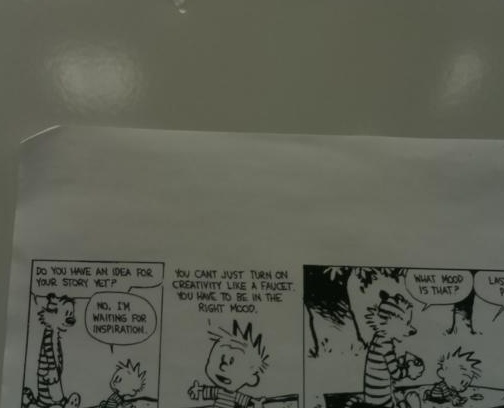 DO YOU HAVE AN IDEA FOR
YOUR STORY YET?
NO, I'M
WAITING FOR
INSPIRATION.
YOU CAN'T JUST TURN ON
CREATIVITY LIKE A FAUCET.
YOU HAVE TO BE IN THE
RIGHT MOOD.
WHAT MOOD
IS THAT?